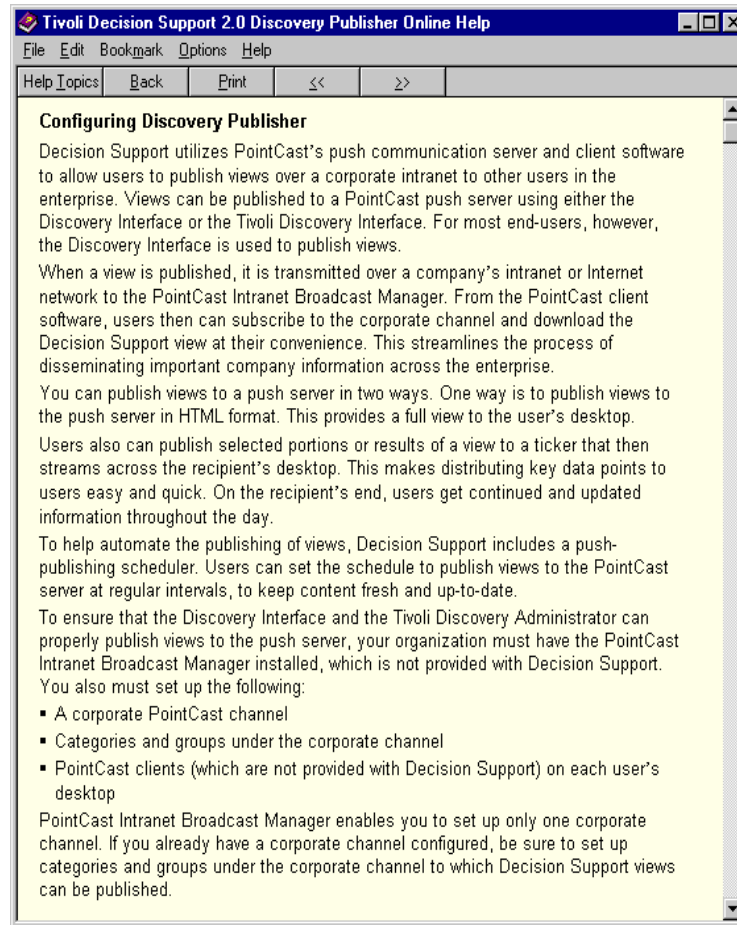 Tivoli Decision Support 2.0 Discovery Publisher Online Help
File Edit Bookmark Options Help
Help Topics Back Print << >>
Configuring Discovery Publisher
Decision Support utilizes PointCast's push communication server and client software
to allow users to publish views over a corporate intranet to other users in the
enterprise. Views can be published to a PointCast push server using either the
Discovery Interface or the Tivoli Discovery Interface. For most end-users, however,
the Discovery Interface is used to publish views.
When a view is published, it is transmitted over a company's intranet or Internet
network to the PointCast Intranet Broadcast Manager. From the PointCast client
software, users then can subscribe to the corporate channel and download the
Decision Support view at their convenience. This streamlines the process of
disseminating important company information across the enterprise.
You can publish views to a push server in two ways. One way is to publish views to
the push server in HTML format. This provides a full view to the user's desktop.
Users also can publish selected portions or results of a view to a ticker that then
streams across the recipient's desktop. This makes distributing key data points to
users easy and quick. On the recipient's end, users get continued and updated
information throughout the day.
To help automate the publishing of views, Decision Support includes a push-
publishing scheduler. Users can set the schedule to publish views to the PointCast
server at regular intervals, to keep content fresh and up-to-date.
To ensure that the Discovery Interface and the Tivoli Discovery Administrator can
properly publish views to the push server, your organization must have the PointCast
Intranet Broadcast Manager installed, which is not provided with Decision Support.
You also must set up the following:
▪ A corporate PointCast channel
▪ Categories and groups under the corporate channel
▪ PointCast clients (which are not provided with Decision Support) on each user's
desktop
PointCast Intranet Broadcast Manager enables you to set up only one corporate
channel. If you already have a corporate channel configured, be sure to set up
categories and groups under the corporate channel to which Decision Support views
can be published.